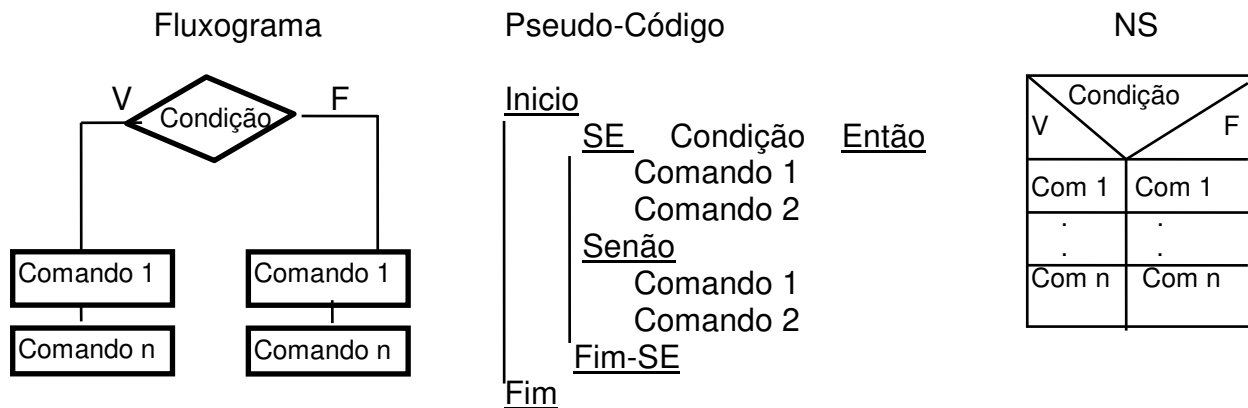 Fluxograma
V
F
Condição
Comando 1
Comando 1
Comando n
Comando n
Pseudo-Código
Inicio
SE Condição Então
Comando 1
Comando 2
Senão
Comando 1
Comando 2
Fim-SE
Fim
NS
Condição
V
F
Com 1
Com 1
.
.
.
.
Com n
Com n